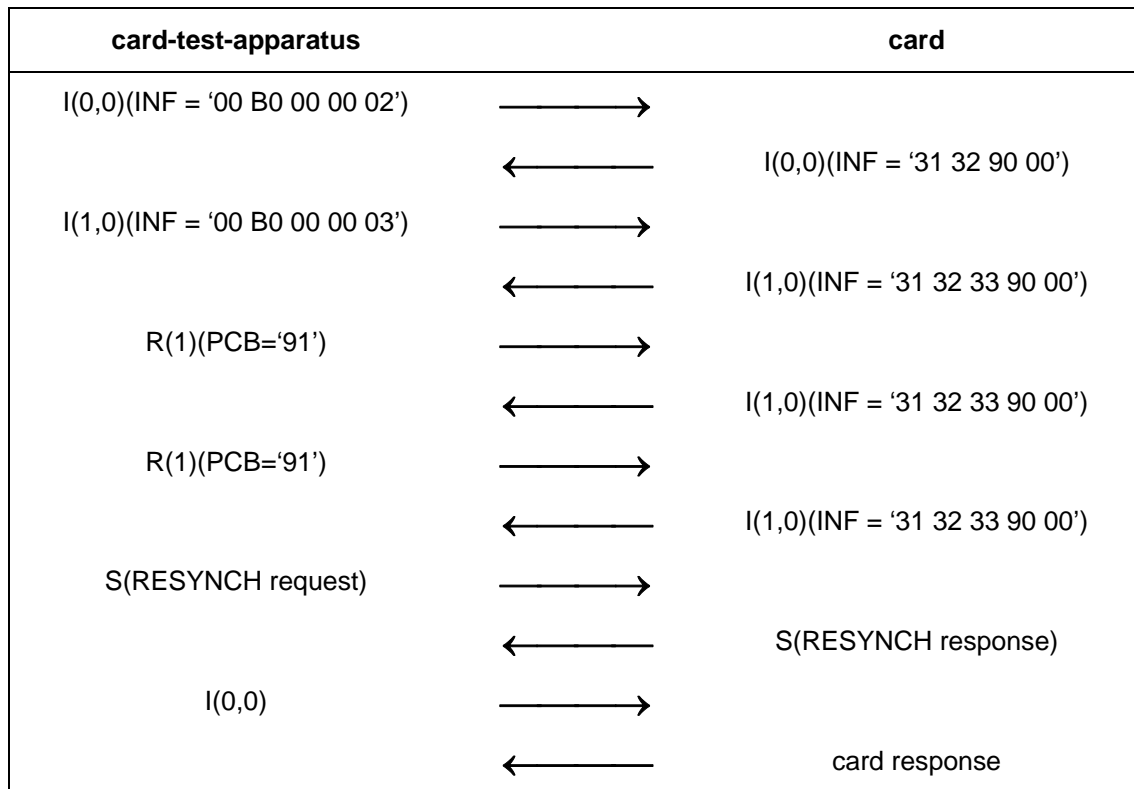 card-test-apparatus card
I(0,0)(INF = ‘00 B0 00 00 02’)
I(0,0)(INF = ‘31 32 90 00’)
I(1,0)(INF = ‘00 B0 00 00 03’)
I(1,0)(INF = ‘31 32 33 90 00’)
R(1)(PCB=‘91’)
I(1,0)(INF = ‘31 32 33 90 00’)
R(1)(PCB=‘91’)
I(1,0)(INF = ‘31 32 33 90 00’)
S(RESYNCH request)
S(RESYNCH response)
I(0,0)
card response